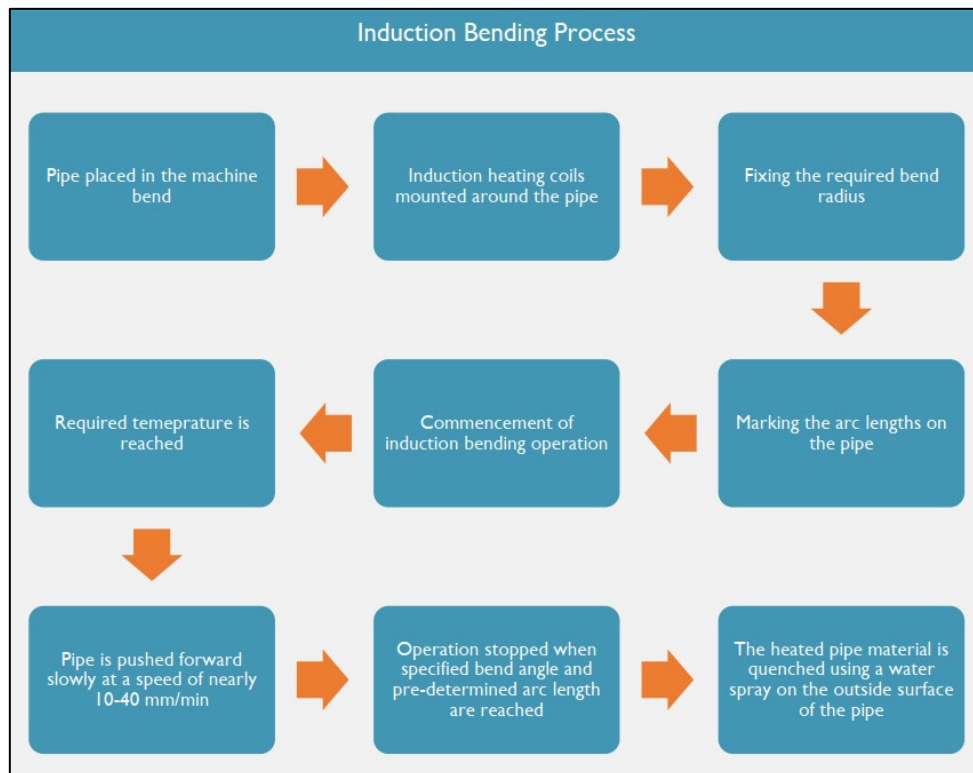 Induction Bending Process
Pipe placed in the machine
bend
Induction heating coils
mounted around the pipe
Fixing the required bend
radius
Marking the arc lengths on
the pipe
Commencement of
induction bending operation
Required temeprature is
reached
Pipe is pushed forward
slowly at a speed of nearly
10-40 mm/min
Operation stopped when
specified bend angle and
pre-determined arc length
are reached
The heated pipe material is
quenched using a water
spray on the outside surface
of the pipe